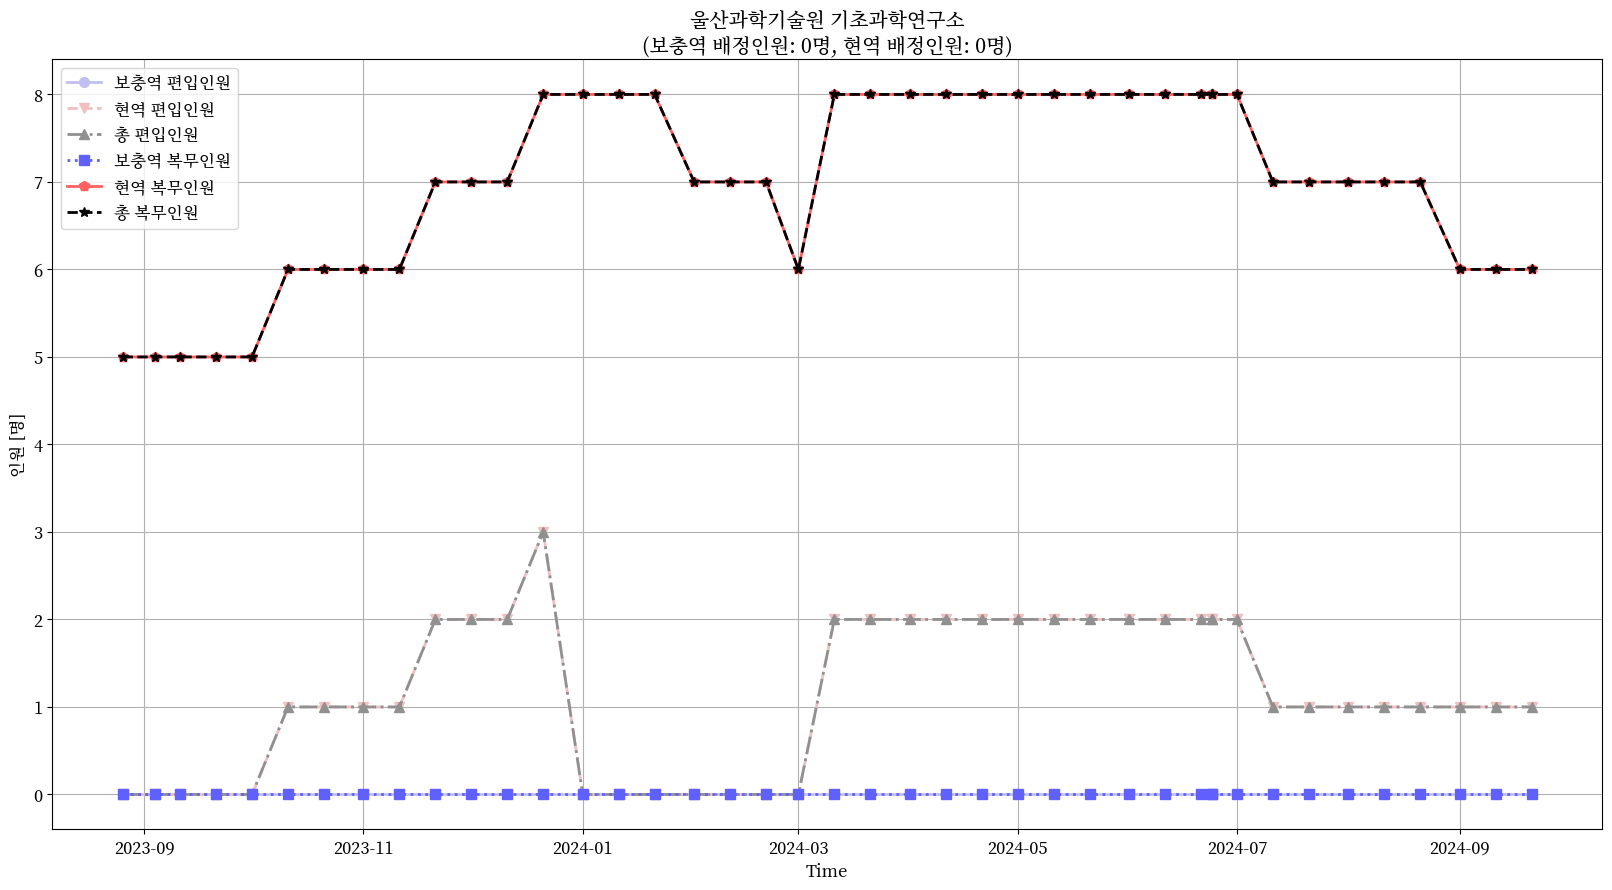 울산과학기술원 기초과학연구소
(보충역 배정인원: 0명, 현역 배정인원: 0명)
보충역 편입인원
현역 편입인원
총 편입인원
보충역 복무인원
현역 복무인원
총 복무인원
인원 [명]
8
7
6
5
4
3
2
1
0
2023-09
2023-11
2024-01
2024-03
2024-05
2024-07
2024-09
Time